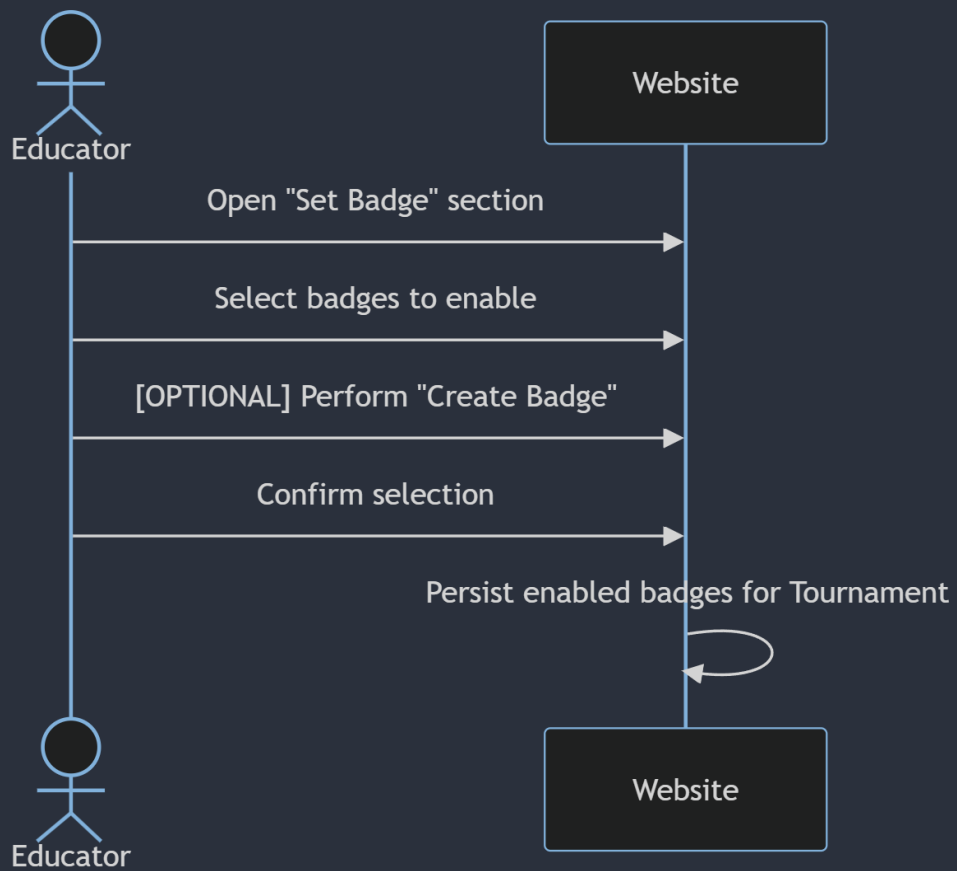 Website
Educator
Open "Set Badge" section
Select badges to enable
[OPTIONAL] Perform "Create Badge"
Confirm selection
Persist enabled badges for Tournament
Website
Educator